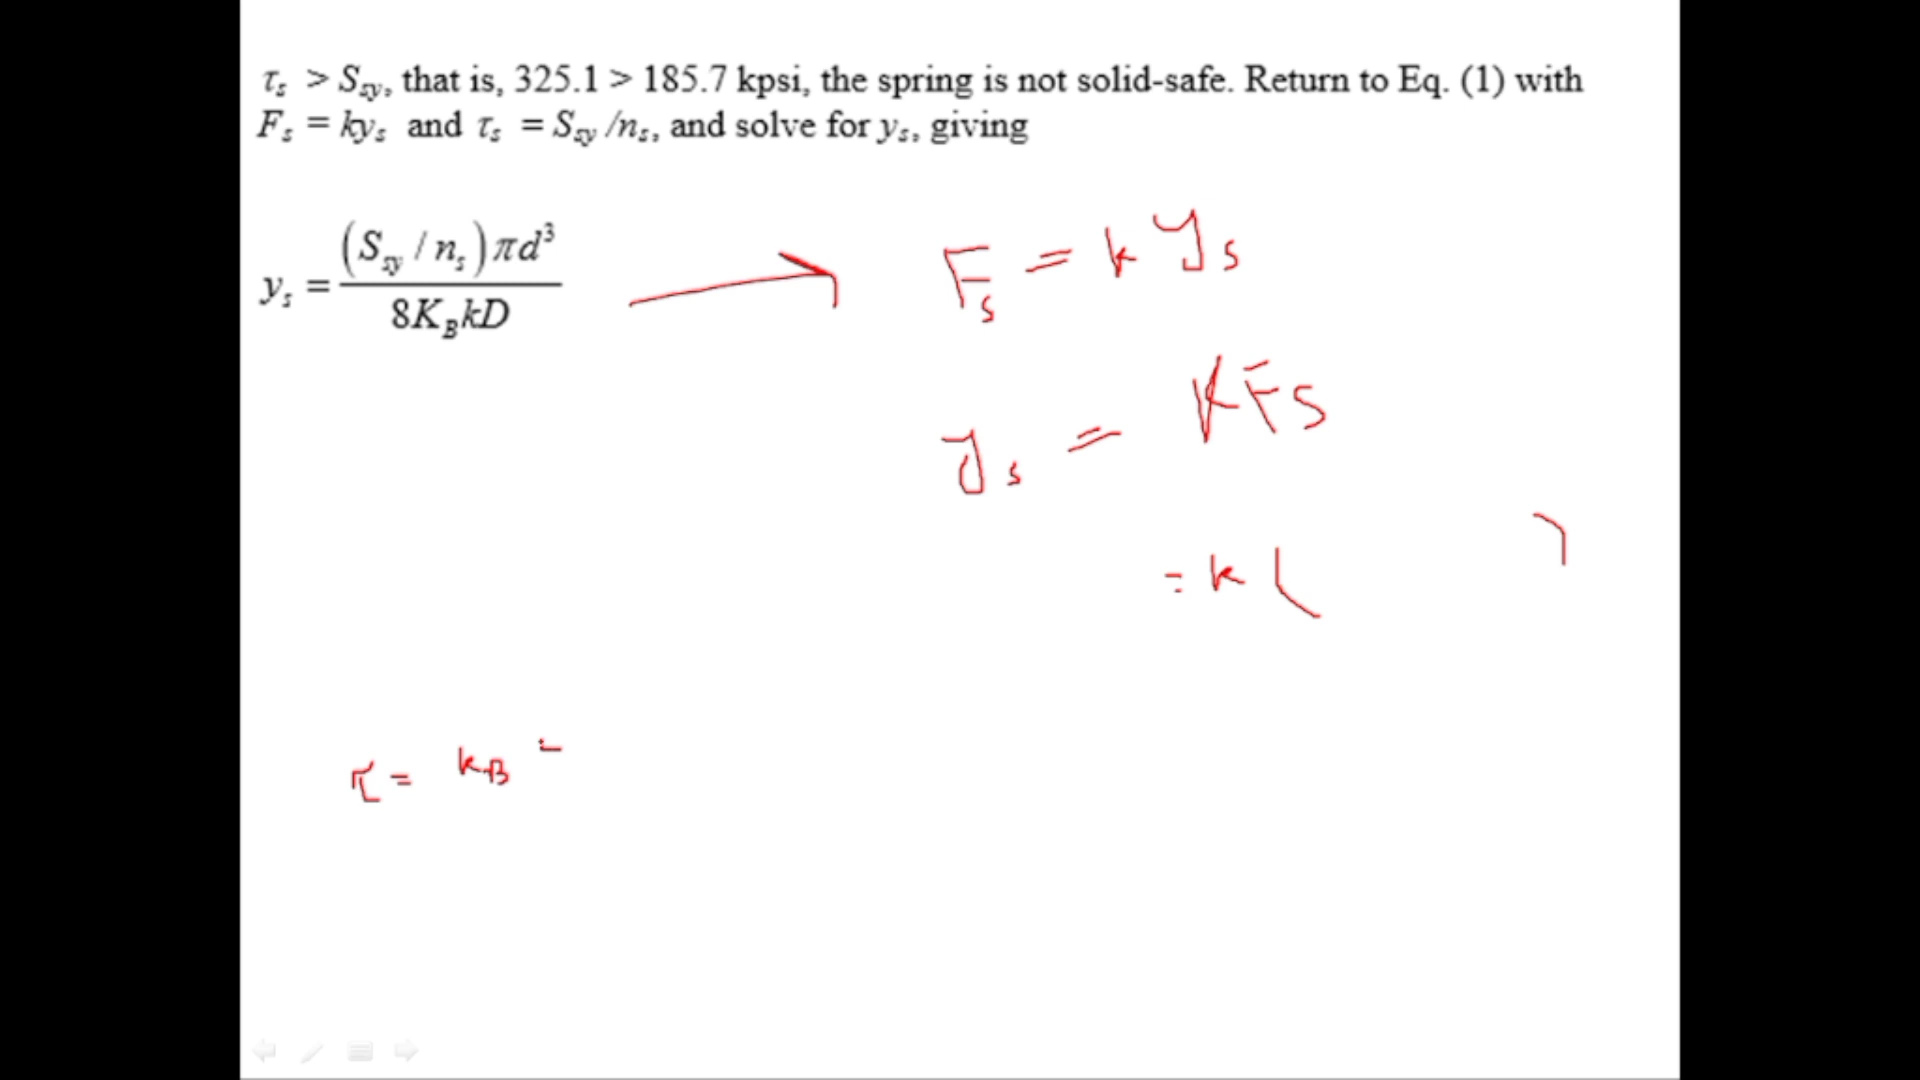 τs > Ssy, that is, 325.1 > 185.7 kpsi, the spring is not solid-safe. Return to Eq. (1) with
Fs = kys and τs = Ssy /ns, and solve for ys, giving
ys = (Ssy / ns) πd³ / 8KBkD
Fs = k ys
ys = KFs
= k ( )
τ = kB